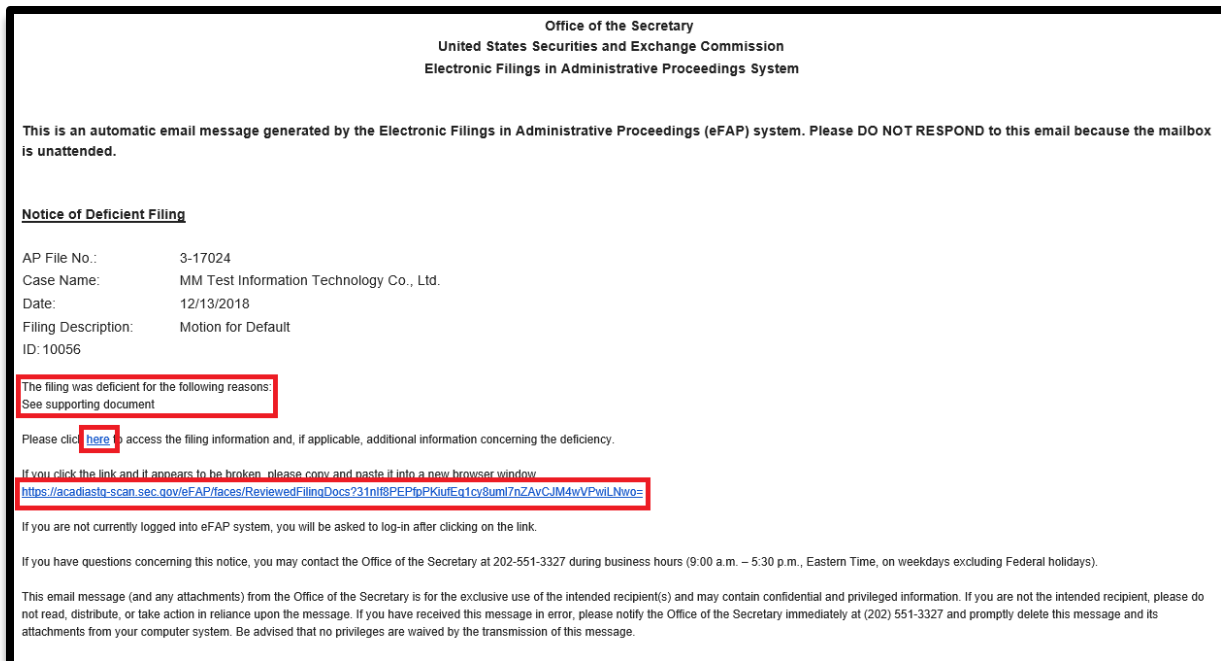 Office of the Secretary
United States Securities and Exchange Commission
Electronic Filings in Administrative Proceedings System
This is an automatic email message generated by the Electronic Filings in Administrative Proceedings (eFAP) system. Please DO NOT RESPOND to this email because the mailbox
is unattended.
Notice of Deficient Filing
AP File No.: 3-17024
Case Name: MM Test Information Technology Co., Ltd.
Date: 12/13/2018
Filing Description: Motion for Default
ID: 10056
The filing was deficient for the following reasons:
See supporting document
Please click here to access the filing information and, if applicable, additional information concerning the deficiency.
If you click the link and it appears to be broken, please copy and paste it into a new browser window
https://acadiastg-scan.sec.gov/eFAP/faces/ReviewedFilingDocs?31nIf8PEPfpPKiufEq1cy8umI7nZAvCJM4wVPwiLNwo=
If you are not currently logged into eFAP system, you will be asked to log-in after clicking on the link.
If you have questions concerning this notice, you may contact the Office of the Secretary at 202-551-3327 during business hours (9:00 a.m. – 5:30 p.m., Eastern Time, on weekdays excluding Federal holidays).
This email message (and any attachments) from the Office of the Secretary is for the exclusive use of the intended recipient(s) and may contain confidential and privileged information. If you are not the intended recipient, please do
not read, distribute, or take action in reliance upon the message. If you have received this message in error, please notify the Office of the Secretary immediately at (202) 551-3327 and promptly delete this message and its
attachments from your computer system. Be advised that no privileges are waived by the transmission of this message.